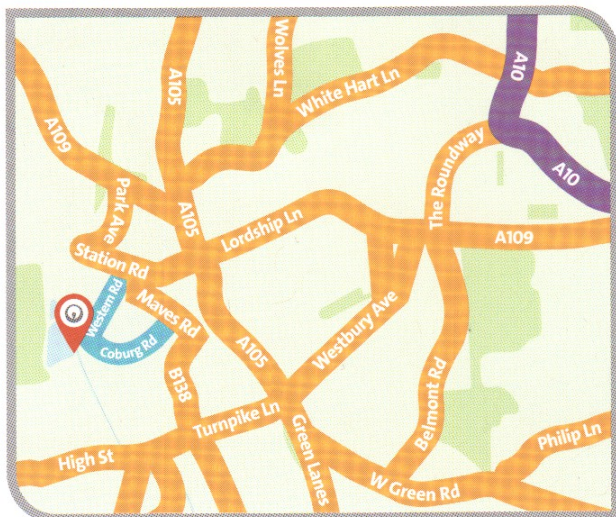 Wolves Ln
A10
A105
White Hart Ln
A109
The Roundway
A10
Park Ave
A105
Lordship Ln
A109
Station Rd
Western Rd
Mayes Rd
Coburg Rd
A105
Westbury Ave
B138
Belmont Rd
Turnpike Ln
Green Lanes
High St
Philip Ln
W Green Rd